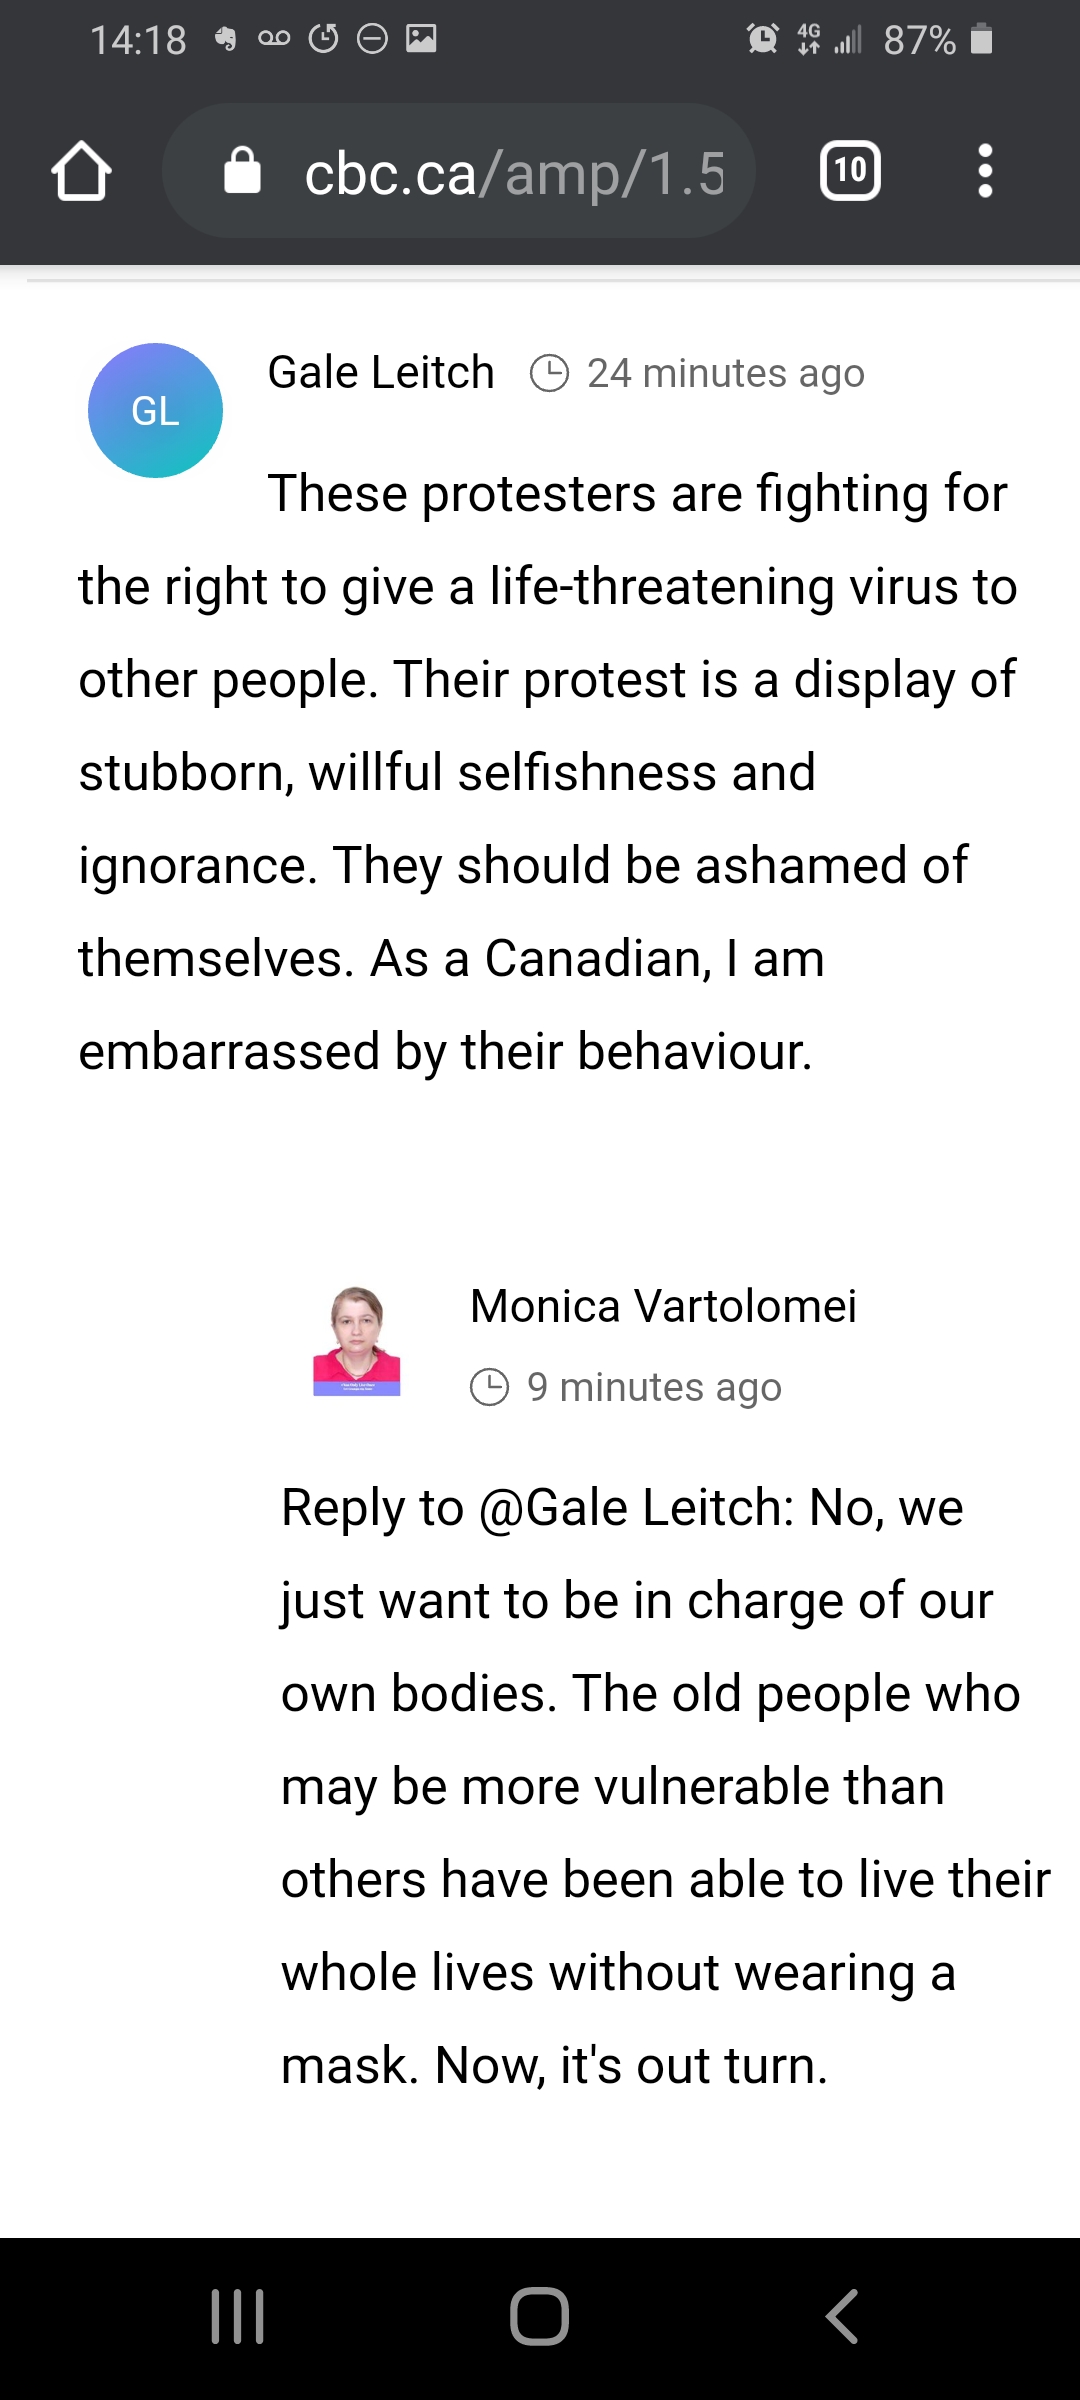 14:18
4G
87%
cbc.ca/amp/1.5
10
GL
Gale Leitch
24 minutes ago
These protesters are fighting for
the right to give a life-threatening virus to
other people. Their protest is a display of
stubborn, willful selfishness and
ignorance. They should be ashamed of
themselves. As a Canadian, I am
embarrassed by their behaviour.
Monica Vartolomei
9 minutes ago
Reply to @Gale Leitch: No, we
just want to be in charge of our
own bodies. The old people who
may be more vulnerable than
others have been able to live their
whole lives without wearing a
mask. Now, it's out turn.